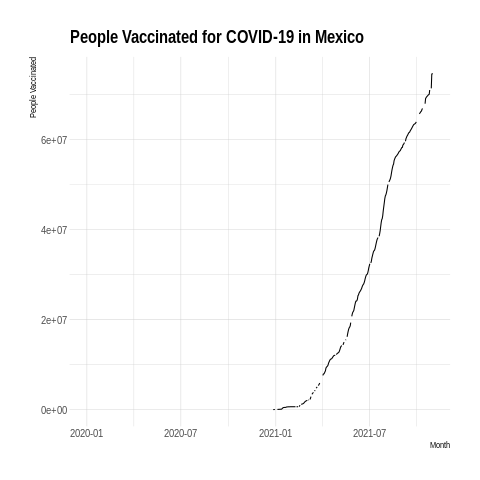 People Vaccinated for COVID-19 in Mexico
People Vaccinated
6e+07
4e+07
2e+07
0e+00
2020-01 2020-07 2021-01 2021-07
Month